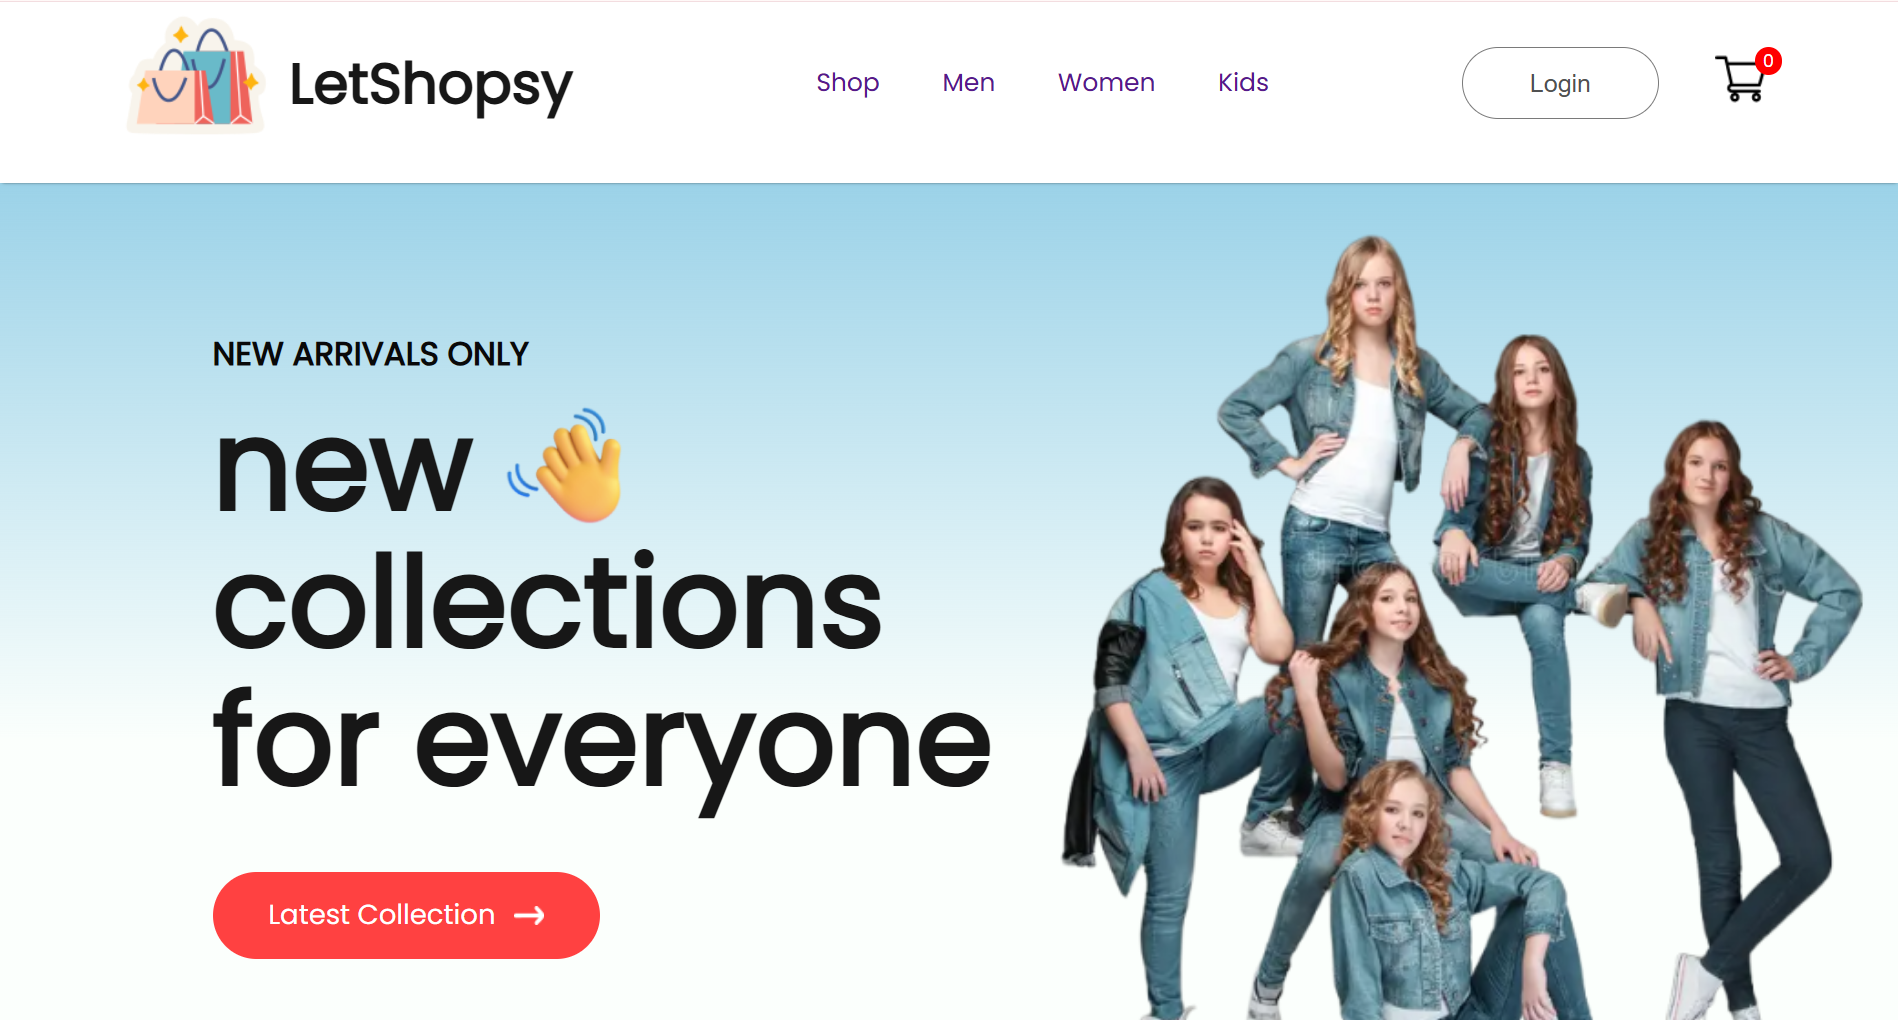 LetShopsy
Shop
Men
Women
Kids
Login
0
NEW ARRIVALS ONLY
new 👋
collections
for everyone
Latest Collection →